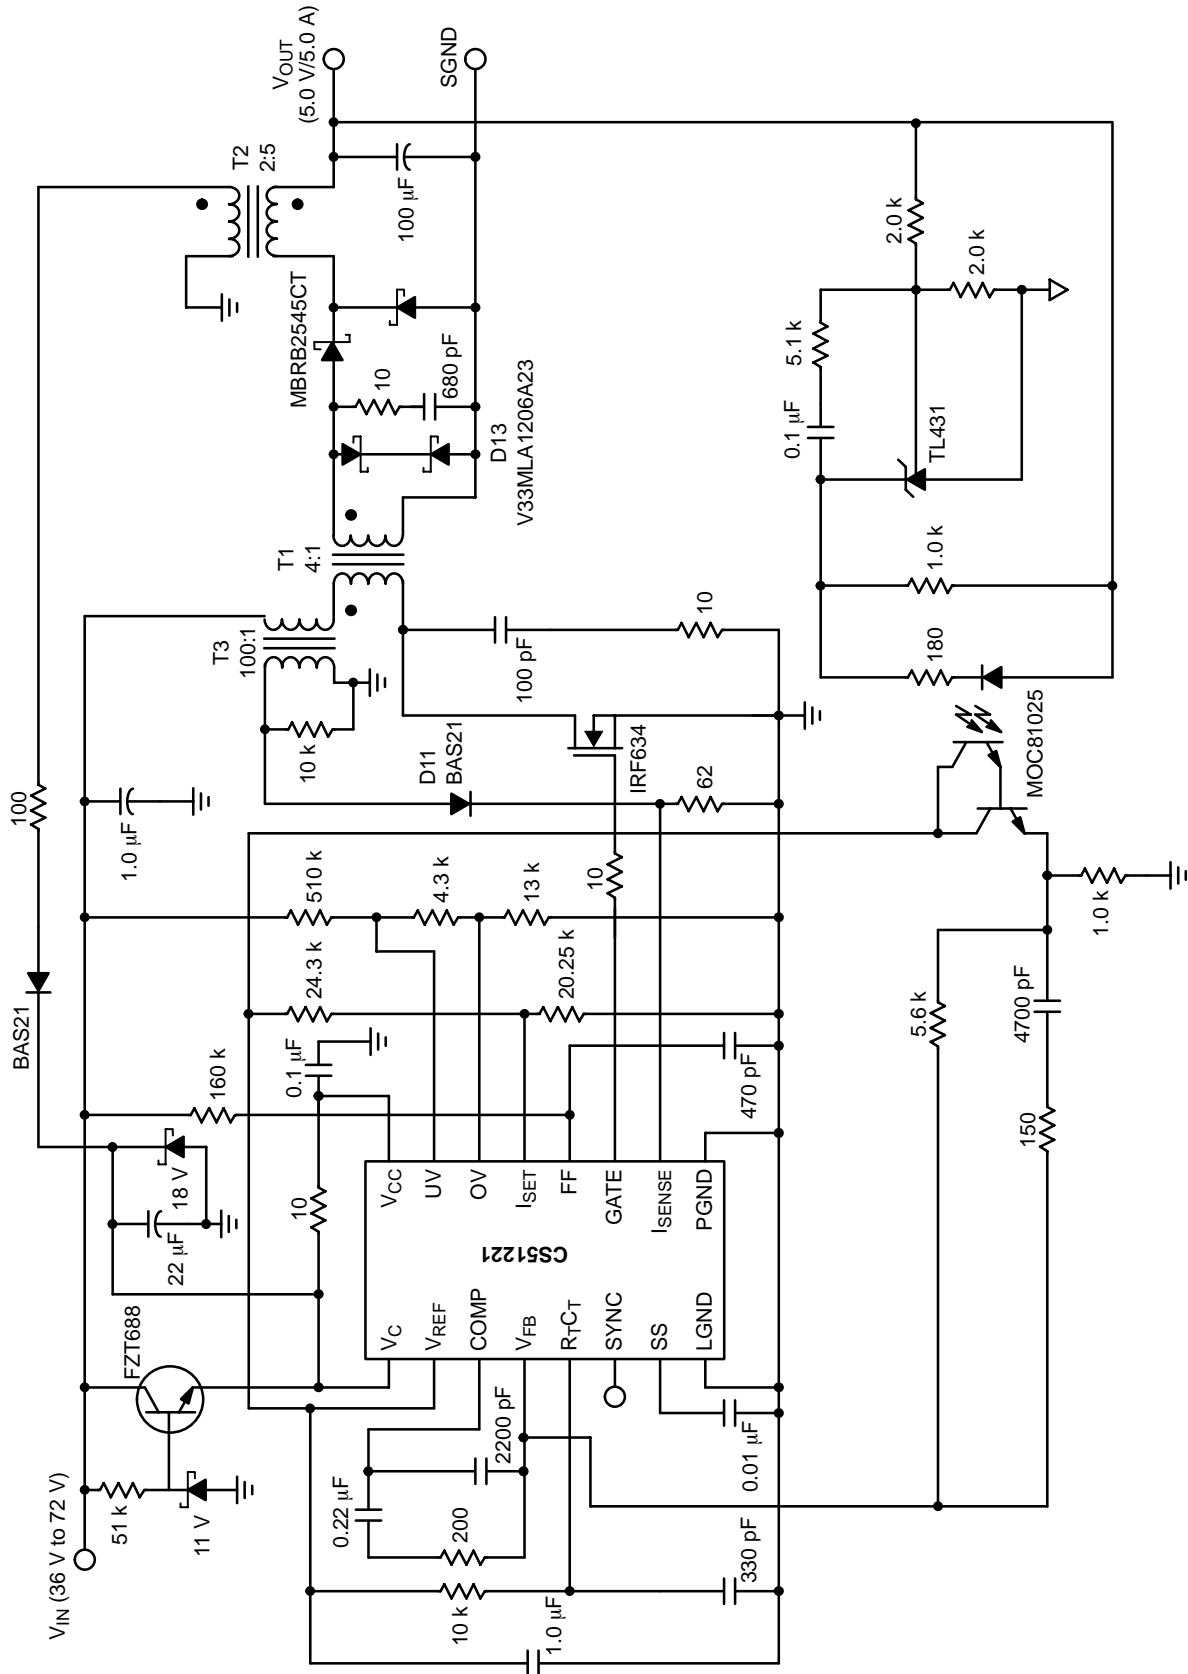 VIN (36 V to 72 V)
51 k
11 V
FZT688
22 µF
18 V
BAS21
100
160 k
10
0.1 µF
24.3 k
510 k
4.3 k
13 k
20.25 k
1.0 µF
T3
100:1
10 k
D11
BAS21
62
10
IRF634
100 pF
10
T1
4:1
D13
V33MLA1206A23
10
680 pF
MBRB2545CT
T2
2:5
100 µF
VOUT
(5.0 V/5.0 A)
SGND
CS51221
VC
VREF
COMP
VFB
RTCT
SYNC
SS
LGND
VCC
UV
OV
ISET
FF
GATE
ISENSE
PGND
0.22 µF
2200 pF
200
10 k
1.0 µF
330 pF
0.01 µF
470 pF
5.6 k
4700 pF
150
1.0 k
MOC81025
180
1.0 k
TL431
0.1 µF
5.1 k
2.0 k
2.0 k